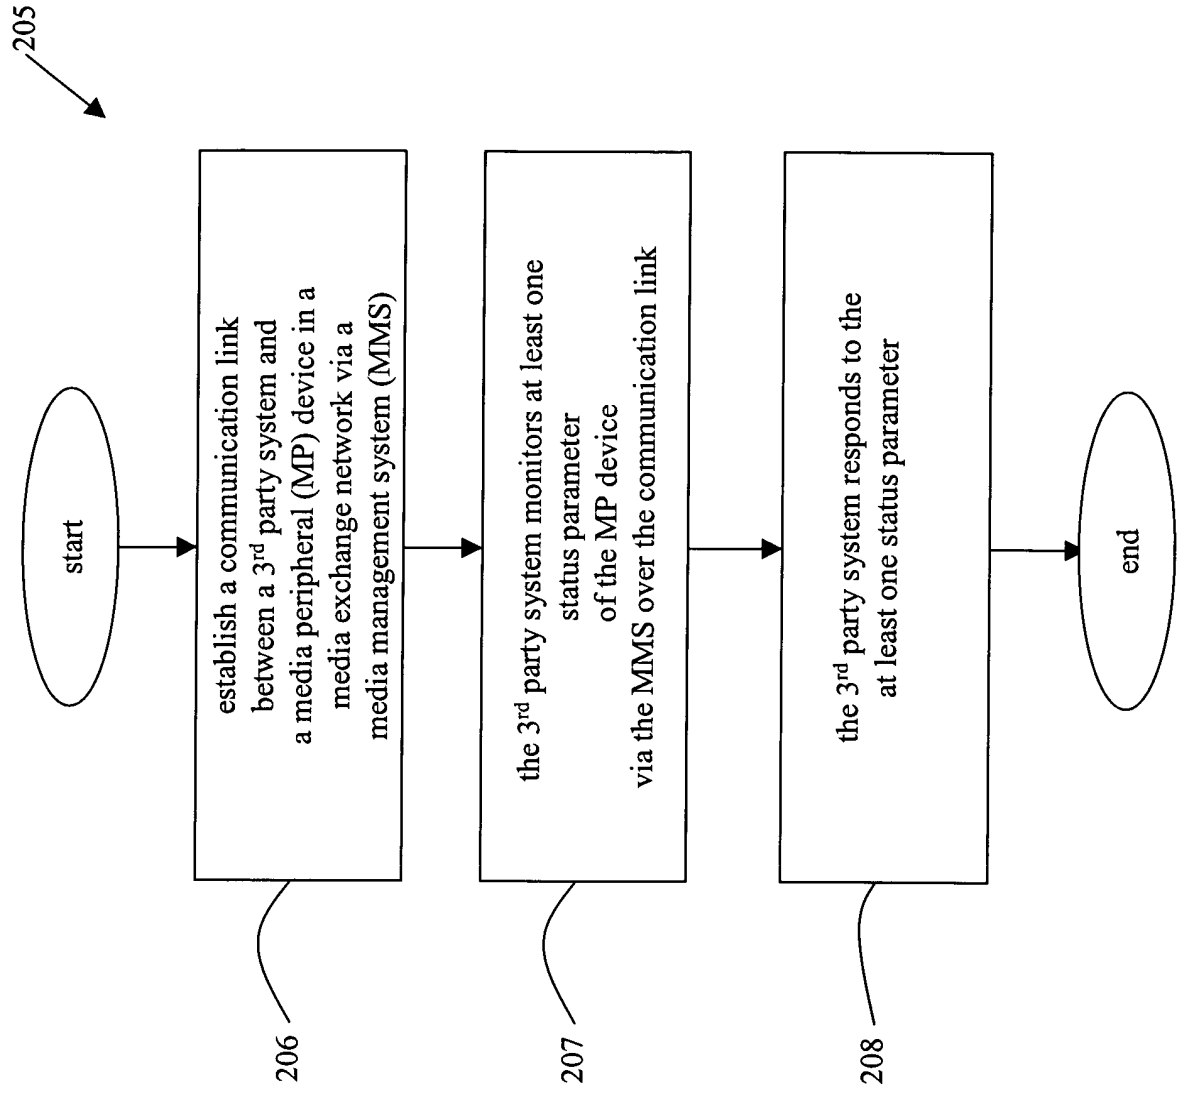 205
start
establish a communication link
between a 3rd party system and
a media peripheral (MP) device in a
media exchange network via a
media management system (MMS)
206
the 3rd party system monitors at least one
status parameter
of the MP device
via the MMS over the communication link
207
the 3rd party system responds to the
at least one status parameter
208
end